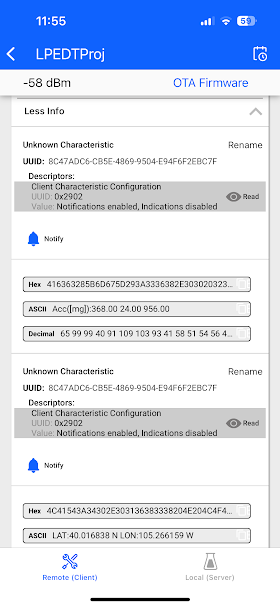 11:55
59
LPEDTProj
-58 dBm
OTA Firmware
Less Info
Unknown Characteristic
Rename
UUID: 8C47ADC6-CB5E-4869-9504-E94F6F2EBC7F
Descriptors:
Client Characteristic Configuration
UUID: 0x2902
Read
Value: Notifications enabled, Indications disabled
Notify
Hex 416363285B6D675D293A3336382E303020323...
ASCII Acc([mg]):368.00 24.00 956.00
Decimal 65 99 99 40 91 109 103 93 41 58 51 54 56 4...
Unknown Characteristic
Rename
UUID: 8C47ADC6-CB5E-4869-9504-E94F6F2EBC7F
Descriptors:
Client Characteristic Configuration
UUID: 0x2902
Read
Value: Notifications enabled, Indications disabled
Notify
Hex 4C41543A34302E303136383338204E204C4F4...
ASCII LAT:40.016838 N LON:105.266159 W
Remote (Client)
Local (Server)